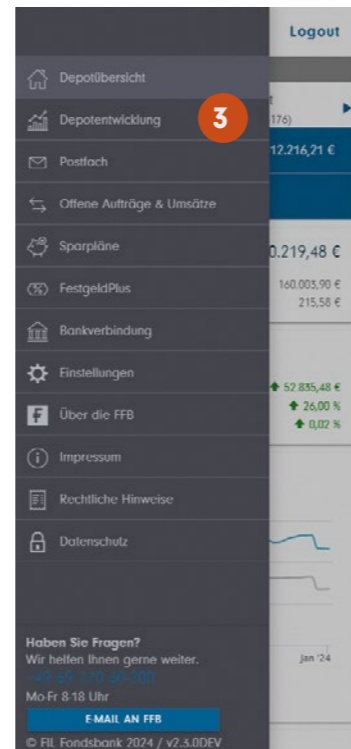 Logout
Depotübersicht
Depotentwicklung
3
176)
Postfach
12.216,21 €
Offene Aufträge & Umsätze
Sparpläne
0.219,48 €
FestgeldPlus
160.003,90 €
215,58 €
Bankverbindung
Einstellungen
52.835,48 €
26,00 %
Über die FFB
0,02 %
Impressum
Rechtliche Hinweise
Datenschutz
Haben Sie Fragen?
Wir helfen Ihnen gerne weiter.
Jan '24
Mo-Fr 8-18 Uhr
E-MAIL AN FFB
© FIL Fondsbank 2024 / v2.3.0DEV